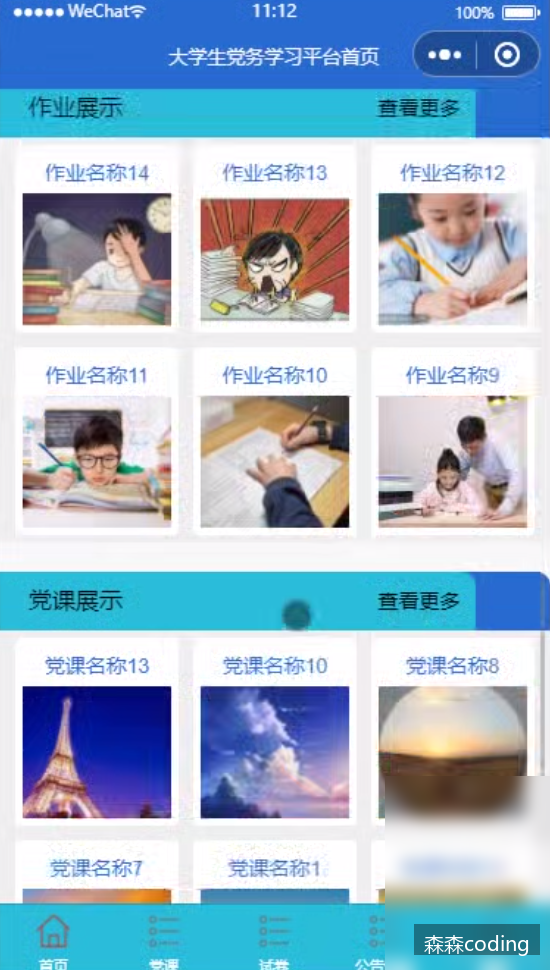 WeChat 11:12 100%
大学生党务学习平台首页
作业展示 查看更多
作业名称14 作业名称13 作业名称12
作业名称11 作业名称10 作业名称9
党课展示 查看更多
党课名称13 党课名称10 党课名称8
党课名称7 党课名称1
首页 党课 试卷 公告
森森coding